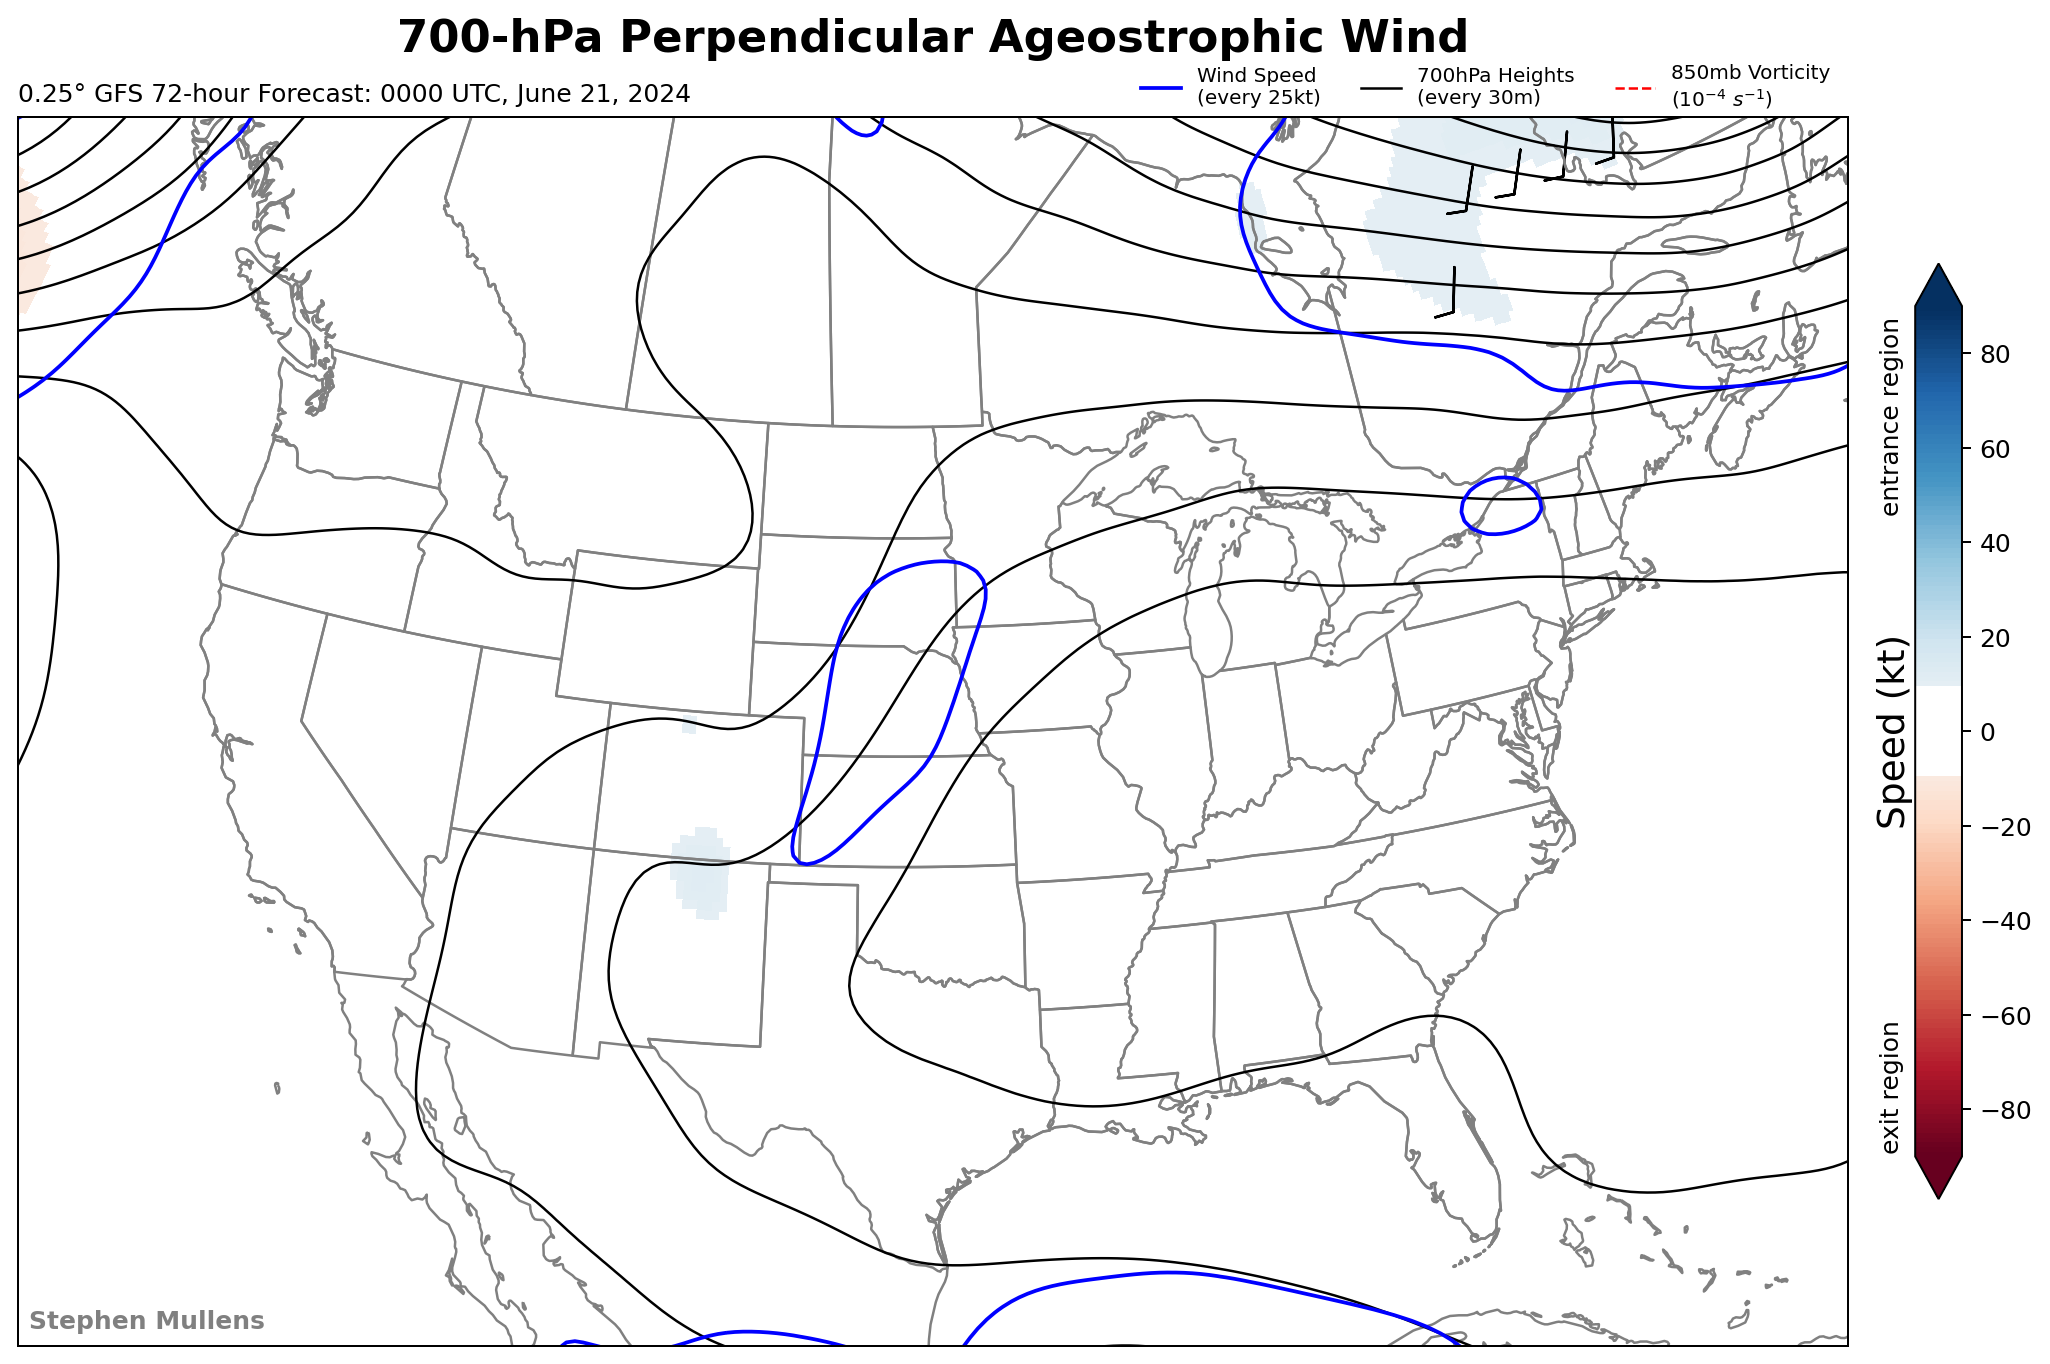 700-hPa Perpendicular Ageostrophic Wind
0.25° GFS 72-hour Forecast: 0000 UTC, June 21, 2024
Wind Speed
(every 25kt)
700hPa Heights
(every 30m)
850mb Vorticity
(10⁻⁴ s⁻¹)
entrance region
Speed (kt)
exit region
80
60
40
20
0
−20
−40
−60
−80
Stephen Mullens